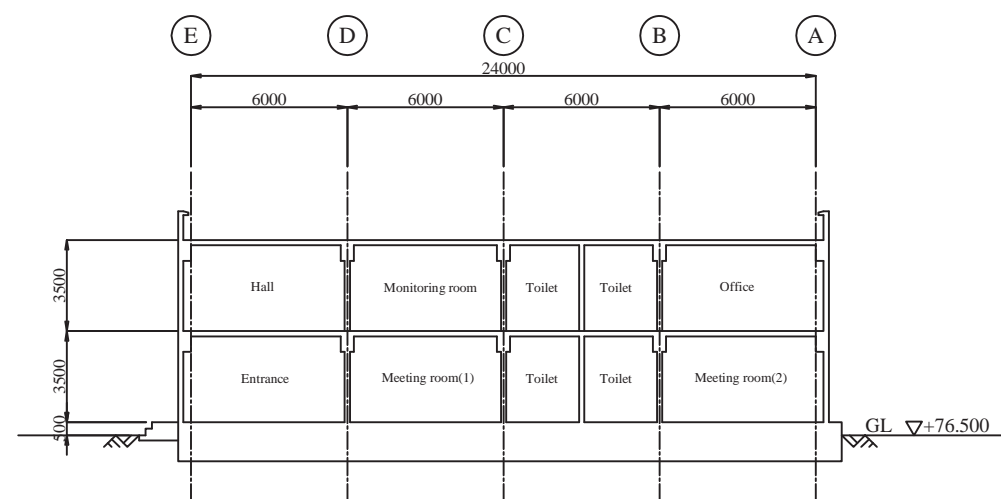 E D C B A
24000
6000 6000 6000 6000
3500
Hall Monitoring room Toilet Toilet Office
3500
Entrance Meeting room(1) Toilet Toilet Meeting room(2)
500
GL +76.500